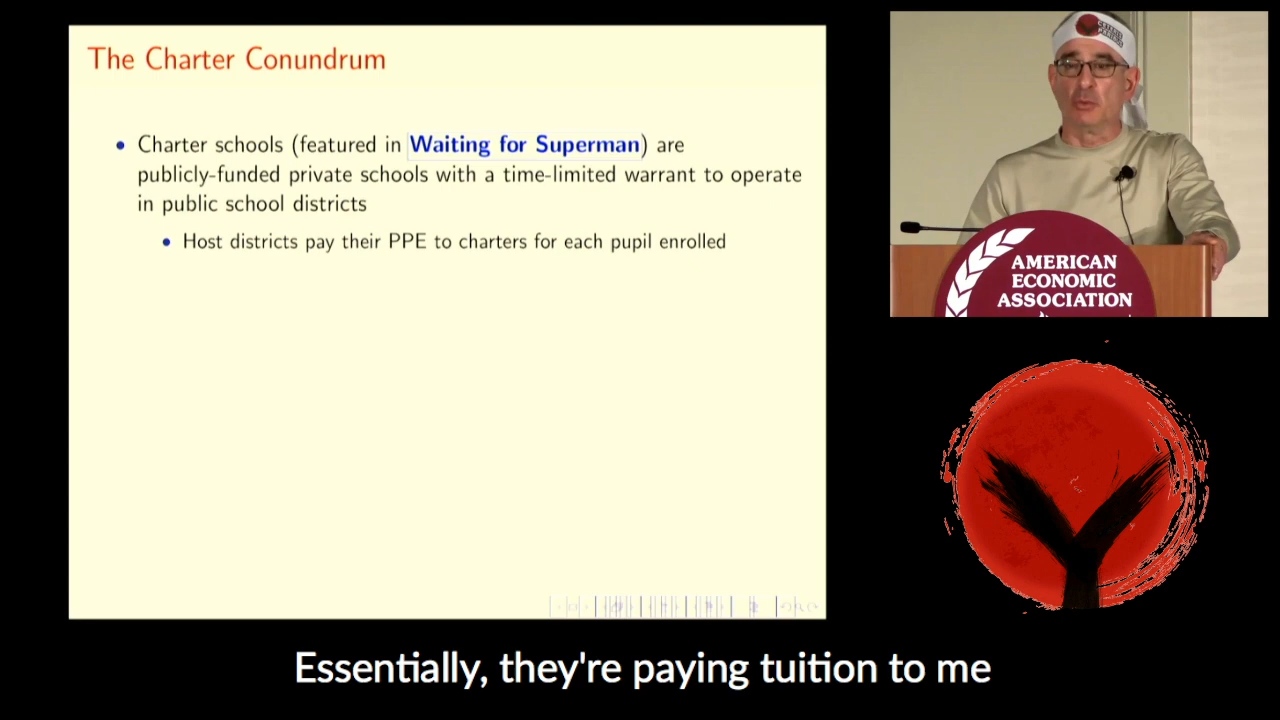 The Charter Conundrum
• Charter schools (featured in Waiting for Superman) are
publicly-funded private schools with a time-limited warrant to operate
in public school districts
• Host districts pay their PPE to charters for each pupil enrolled
AMERICAN
ECONOMIC
ASSOCIATION
Essentially, they're paying tuition to me